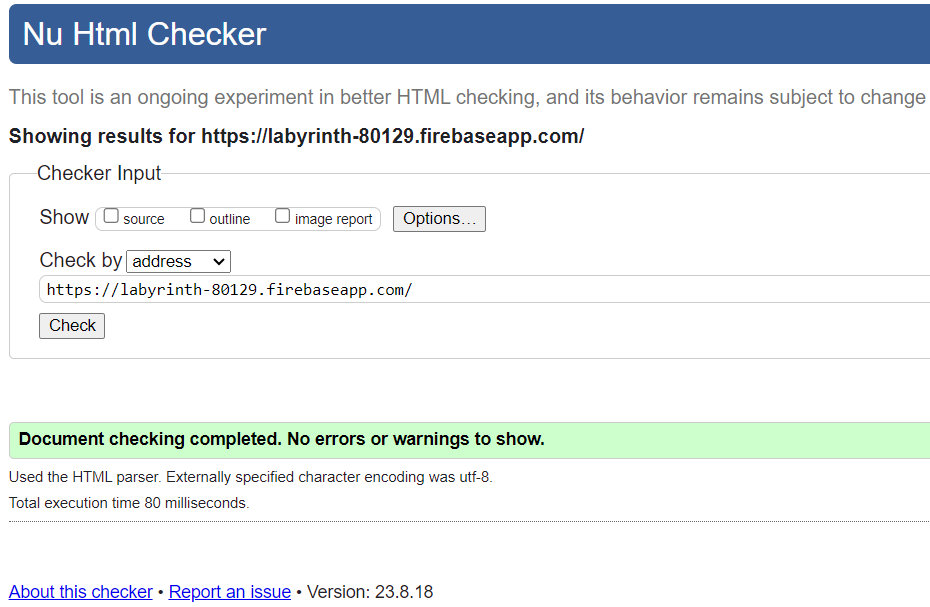 Nu Html Checker
This tool is an ongoing experiment in better HTML checking, and its behavior remains subject to change
Showing results for https://labyrinth-80129.firebaseapp.com/
Checker Input
Show source outline image report Options...
Check by address
https://labyrinth-80129.firebaseapp.com/
Check
Document checking completed. No errors or warnings to show.
Used the HTML parser. Externally specified character encoding was utf-8.
Total execution time 80 milliseconds.
About this checker • Report an issue • Version: 23.8.18